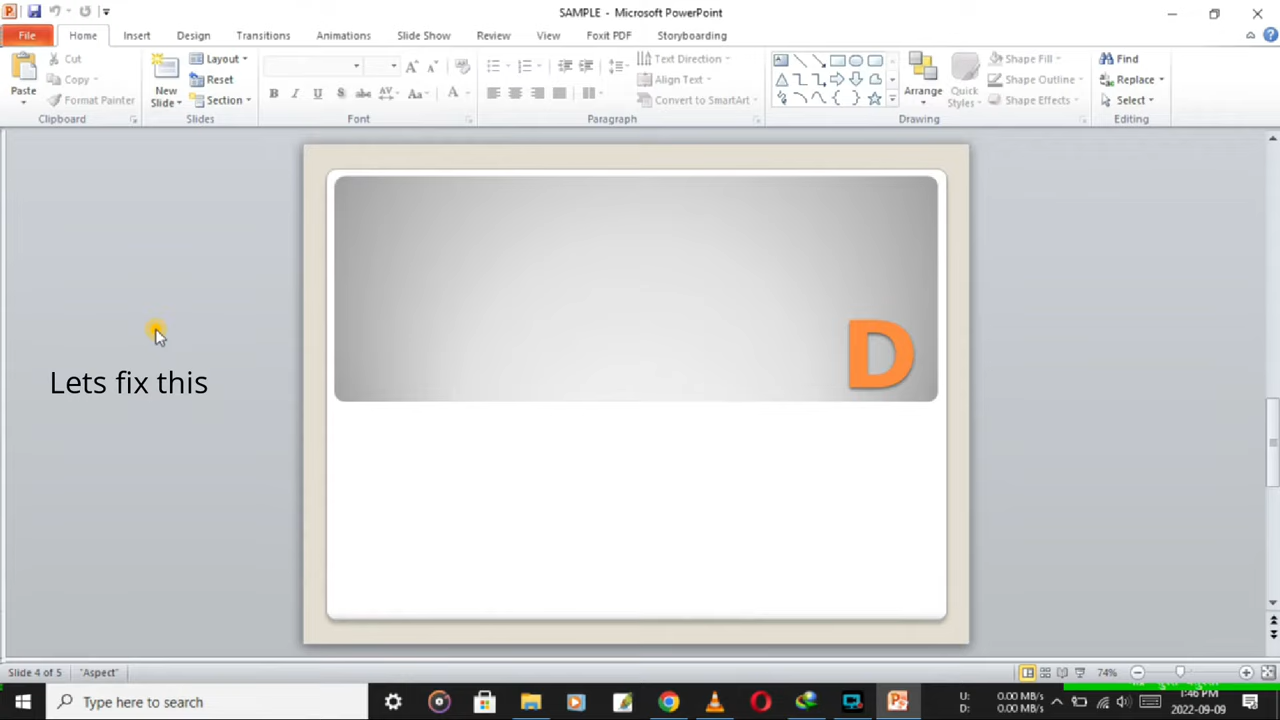 SAMPLE - Microsoft PowerPoint
File Home Insert Design Transitions Animations Slide Show Review View Foxit PDF Storyboarding
Paste
Cut
Copy
Format Painter
Clipboard
New
Slide
Layout
Reset
Section
Slides
Font
Text Direction
Align Text
Convert to SmartArt
Paragraph
Arrange
Quick
Styles
Shape Fill
Shape Outline
Shape Effects
Drawing
Find
Replace
Select
Editing
D
Lets fix this
Slide 4 of 5 "Aspect" 74%
Type here to search
U: 0.00 MB/s
D: 0.00 MB/s
1:46 PM
2022-09-09